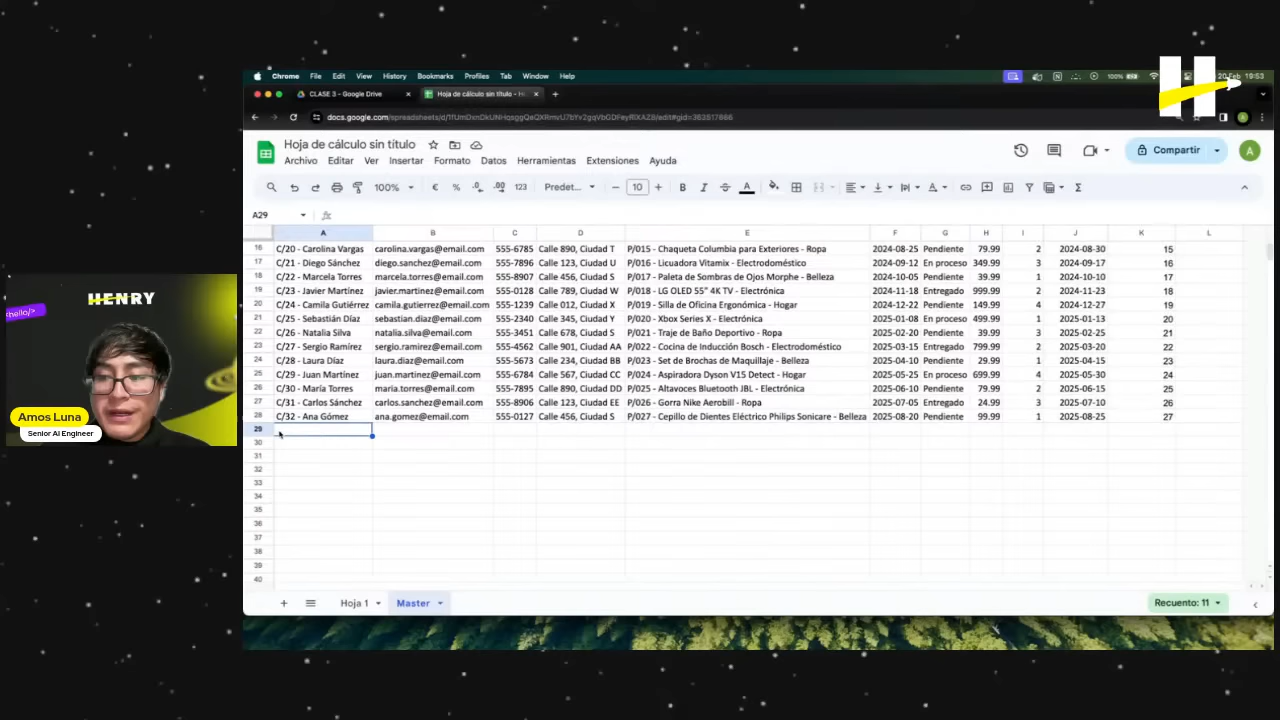 Chrome File Edit View History Bookmarks Profiles Tab Window Help 100% 20 Feb 19:53
CLASE 3 - Google Drive Hoja de cálculo sin título - H
Hoja de cálculo sin título
Archivo Editar Ver Insertar Formato Datos Herramientas Extensiones Ayuda
Compartir A
100% € % .0 .00 123 Predet... 10 B I A Σ
A29 fx
A B C D E F G H I J K L
16 C/20 - Carolina Vargas carolina.vargas@email.com 555-6785 Calle 890, Ciudad T P/015 - Chaqueta Columbia para Exteriores - Ropa 2024-08-25 Pendiente 79.99 2 2024-08-30 15
17 C/21 - Diego Sánchez diego.sanchez@email.com 555-7896 Calle 123, Ciudad U P/016 - Licuadora Vitamix - Electrodoméstico 2024-09-12 En proceso 349.99 3 2024-09-17 16
18 C/22 - Marcela Torres marcela.torres@email.com 555-8907 Calle 456, Ciudad S P/017 - Paleta de Sombras de Ojos Morphe - Belleza 2024-10-05 Pendiente 39.99 1 2024-10-10 17
19 C/23 - Javier Martínez javier.martinez@email.com 555-0128 Calle 789, Ciudad W P/018 - LG OLED 55" 4K TV - Electrónica 2024-11-18 Entregado 999.99 2 2024-11-23 18
20 C/24 - Camila Gutiérrez camila.gutierrez@email.com 555-1239 Calle 012, Ciudad X P/019 - Silla de Oficina Ergonómica - Hogar 2024-12-22 Pendiente 149.99 4 2024-12-27 19
21 C/25 - Sebastián Díaz sebastian.diaz@email.com 555-2340 Calle 345, Ciudad Y P/020 - Xbox Series X - Electrónica 2025-01-08 En proceso 499.99 1 2025-01-13 20
22 C/26 - Natalia Silva natalia.silva@email.com 555-3451 Calle 678, Ciudad S P/021 - Traje de Baño Deportivo - Ropa 2025-02-20 Pendiente 39.99 3 2025-02-25 21
23 C/27 - Sergio Ramírez sergio.ramirez@email.com 555-4562 Calle 901, Ciudad AA P/022 - Cocina de Inducción Bosch - Electrodoméstico 2025-03-15 Entregado 799.99 2 2025-03-20 22
24 C/28 - Laura Díaz laura.diaz@email.com 555-5673 Calle 234, Ciudad BB P/023 - Set de Brochas de Maquillaje - Belleza 2025-04-10 Pendiente 29.99 1 2025-04-15 23
25 C/29 - Juan Martínez juan.martinez@email.com 555-6784 Calle 567, Ciudad CC P/024 - Aspiradora Dyson V15 Detect - Hogar 2025-05-25 En proceso 699.99 4 2025-05-30 24
26 C/30 - María Torres maria.torres@email.com 555-7895 Calle 890, Ciudad DD P/025 - Altavoces Bluetooth JBL - Electrónica 2025-06-10 Pendiente 79.99 2 2025-06-15 25
27 C/31 - Carlos Sánchez carlos.sanchez@email.com 555-8906 Calle 123, Ciudad EE P/026 - Gorra Nike Aerobill - Ropa 2025-07-05 Entregado 24.99 3 2025-07-10 26
28 C/32 - Ana Gómez ana.gomez@email.com 555-0127 Calle 456, Ciudad S P/027 - Cepillo de Dientes Eléctrico Philips Sonicare - Belleza 2025-08-20 Pendiente 99.99 1 2025-08-25 27
29
30
31
32
33
34
35
36
37
38
39
40
Hoja 1 Master Recuento: 11
HENRY
hello/>
Amos Luna
Senior AI Engineer
H